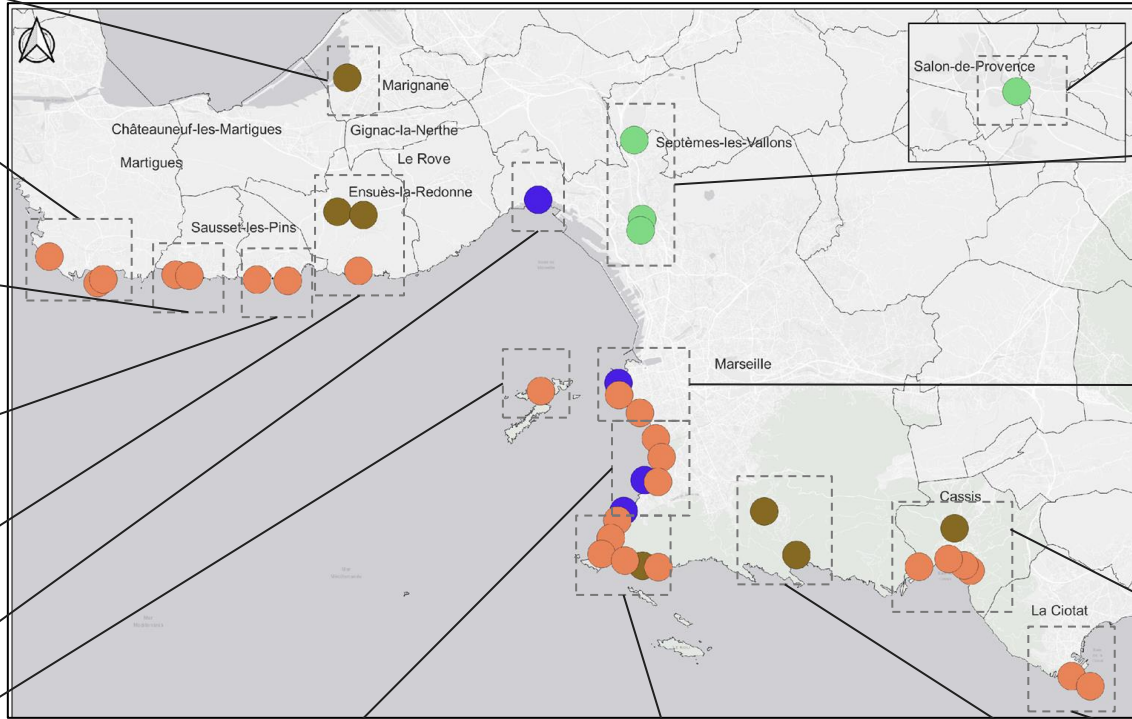 Salon-de-Provence
Marignane
Châteauneuf-les-Martigues
Gignac-la-Nerthe
Septèmes-les-Vallons
Martigues
Le Rove
Ensuès-la-Redonne
Sausset-les-Pins
Marseille
Cassis
La Ciotat